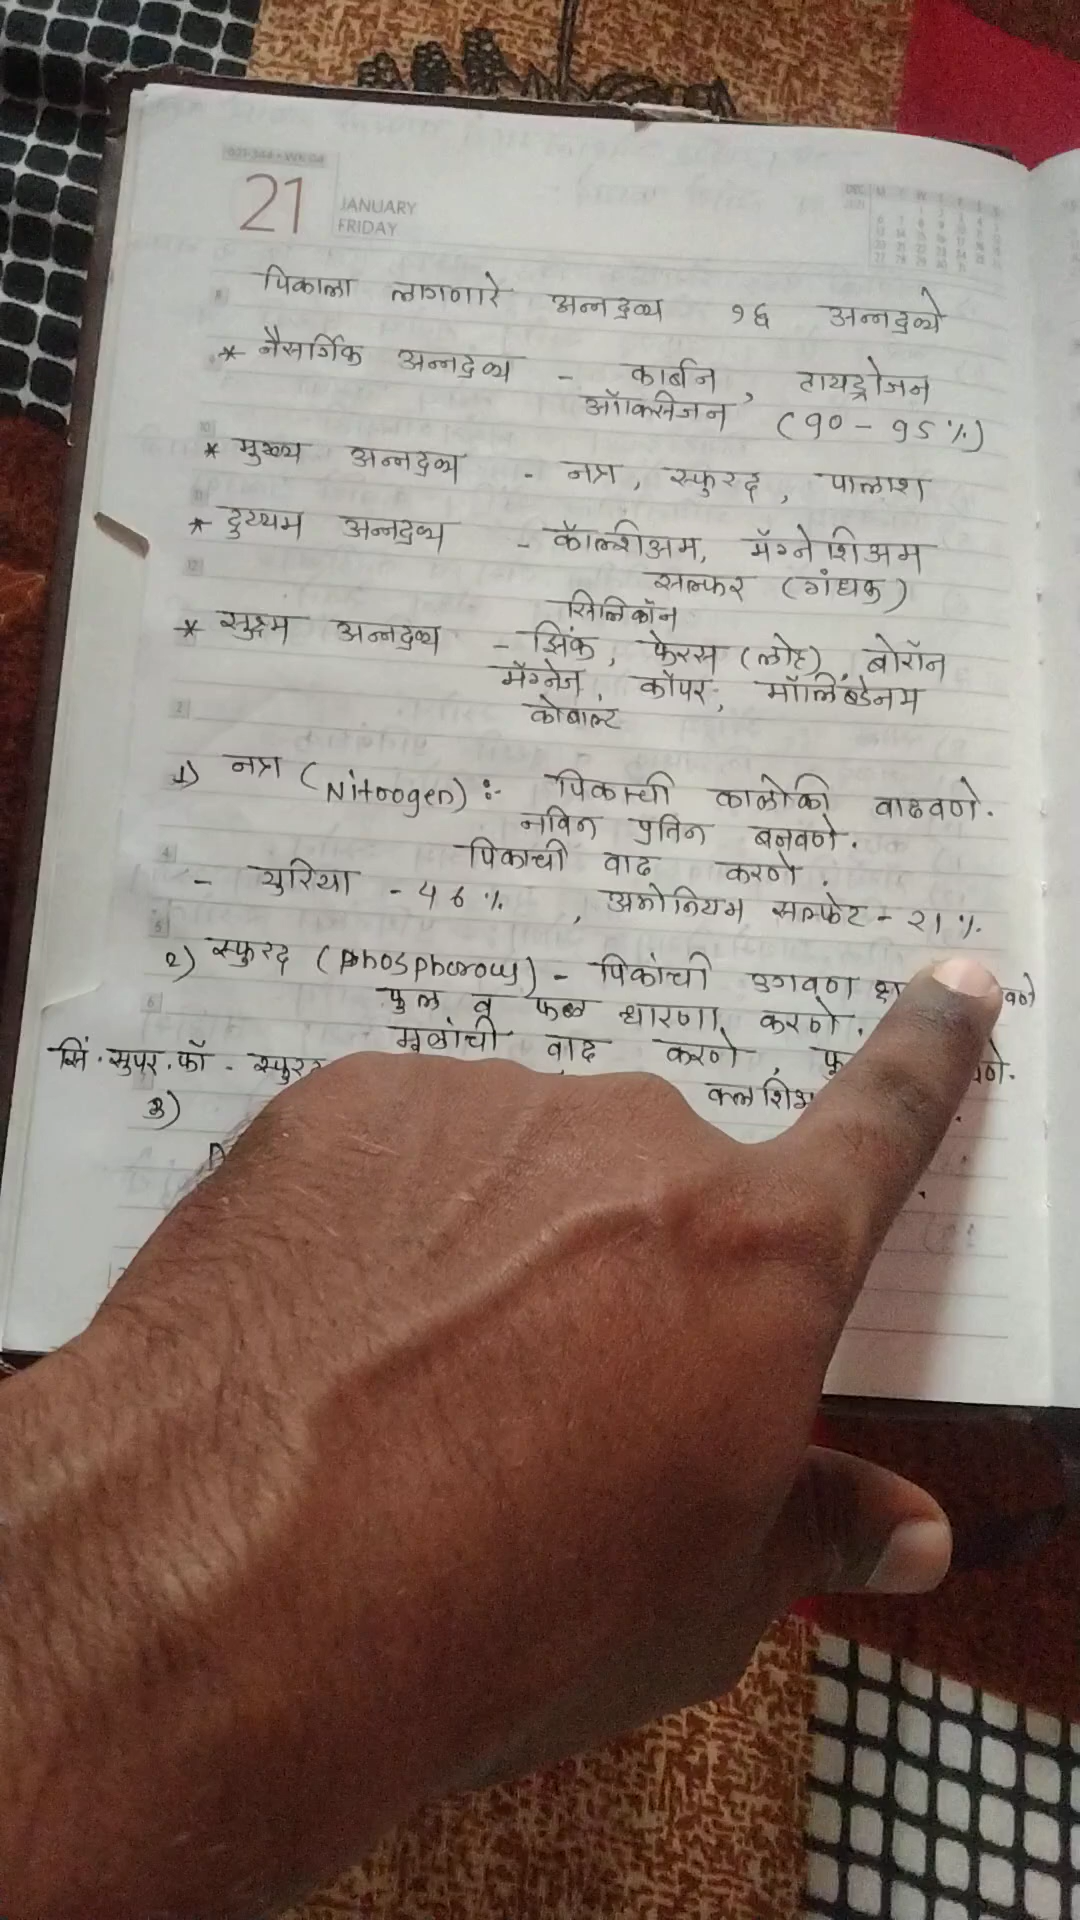 21
JANUARY
FRIDAY
पिकाला लागणारे अन्नद्रव्य १६ अन्नद्रव्ये
* नैसर्गिक अन्नद्रव्य - कार्बन, हायड्रोजन
ऑक्सिजन (90 - 95 %)
* मुख्य अन्नद्रव्य - नत्र, स्फुरद, पालाश
* दुय्यम अन्नद्रव्य - कॅल्शिअम, मॅग्नेशिअम
सल्फर (गंधक)
सिलिकॉन
* सुक्ष्म अन्नद्रव्य - झिंक, फेरस (लोह), बोरॉन
मॅग्नेज, कॉपर, मॉलिब्डेनम
कोबाल्ट
1) नत्र (Nitrogen) :- पिकाची काळोकी वाढवणे.
नविन प्रतिन बनवणे.
पिकाची वाढ करणे.
- युरिया - 46 %, अमोनियम सल्फेट - 21 %
2) स्फुरद (Phosphorous) - पिकांची उगवण
फुल व फळ धारणा करणे.
मूळांची वाढ करणे,
सिं. सुपर. फॉ -
3)